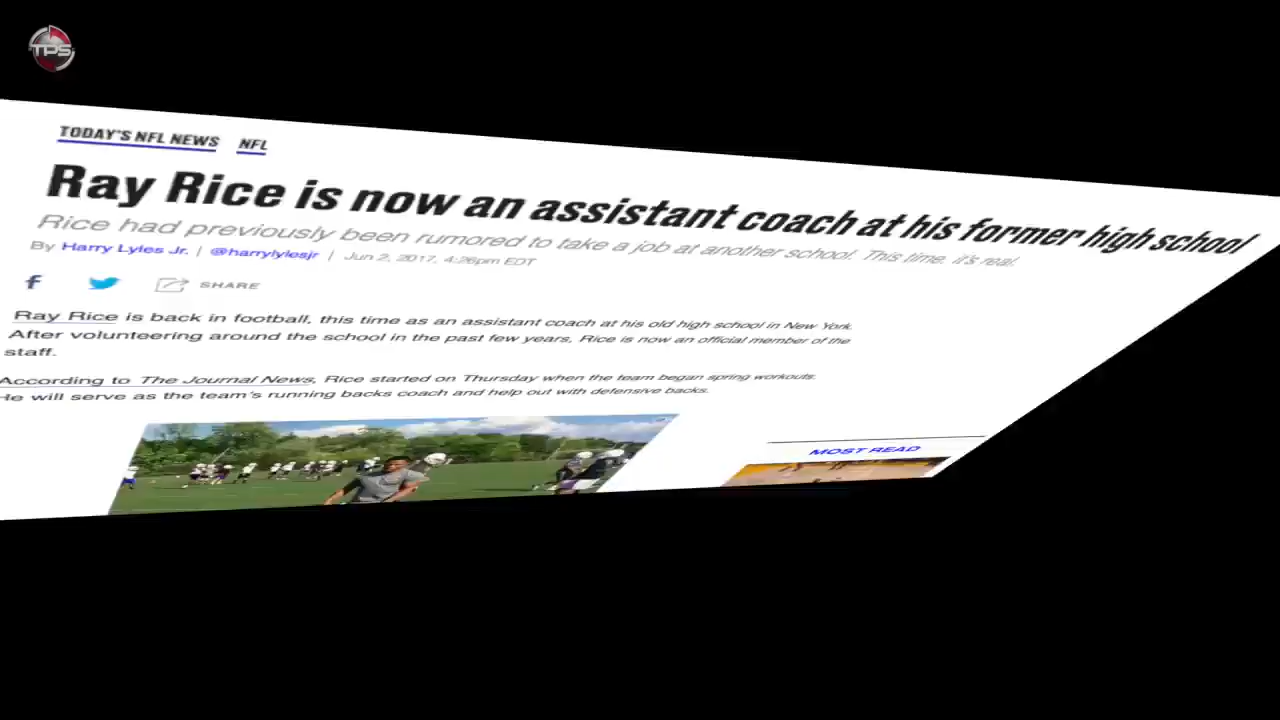 TPS
TODAY'S NFL NEWS NFL
Ray Rice is now an assistant coach at his former high school
Rice had previously been rumored to take a job at another school. This time, it's real.
By Harry Lyles Jr. | @harrylylesjr | Jun 2, 2017, 4:26pm EDT
SHARE
Ray Rice is back in football, this time as an assistant coach at his old high school in New York.
After volunteering around the school in the past few years, Rice is now an official member of the
staff.
According to The Journal News, Rice started on Thursday when the team began spring workouts.
He will serve as the team's running backs coach and help out with defensive backs.
MOST READ